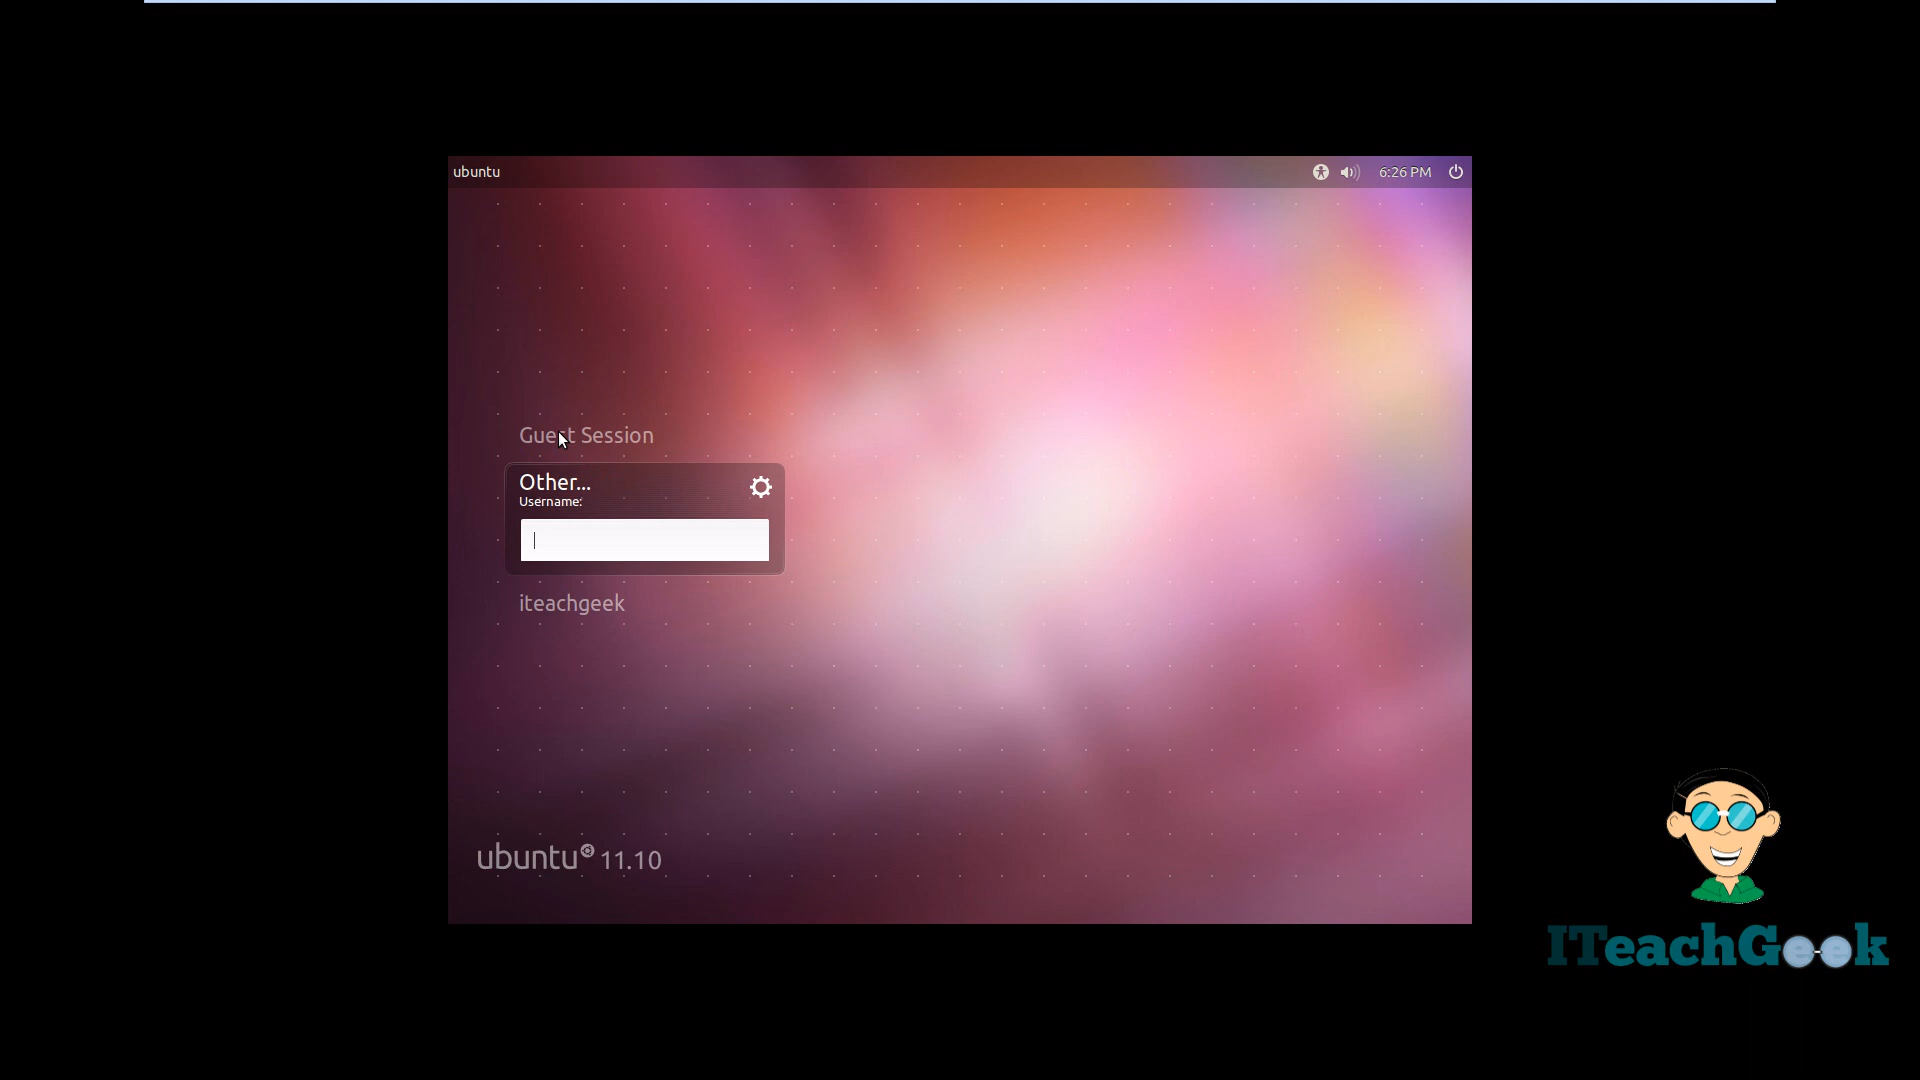 ubuntu
6:26 PM
Guest Session
Other...
Username:
iteachgeek
ubuntu 11.10
ITeachGeek